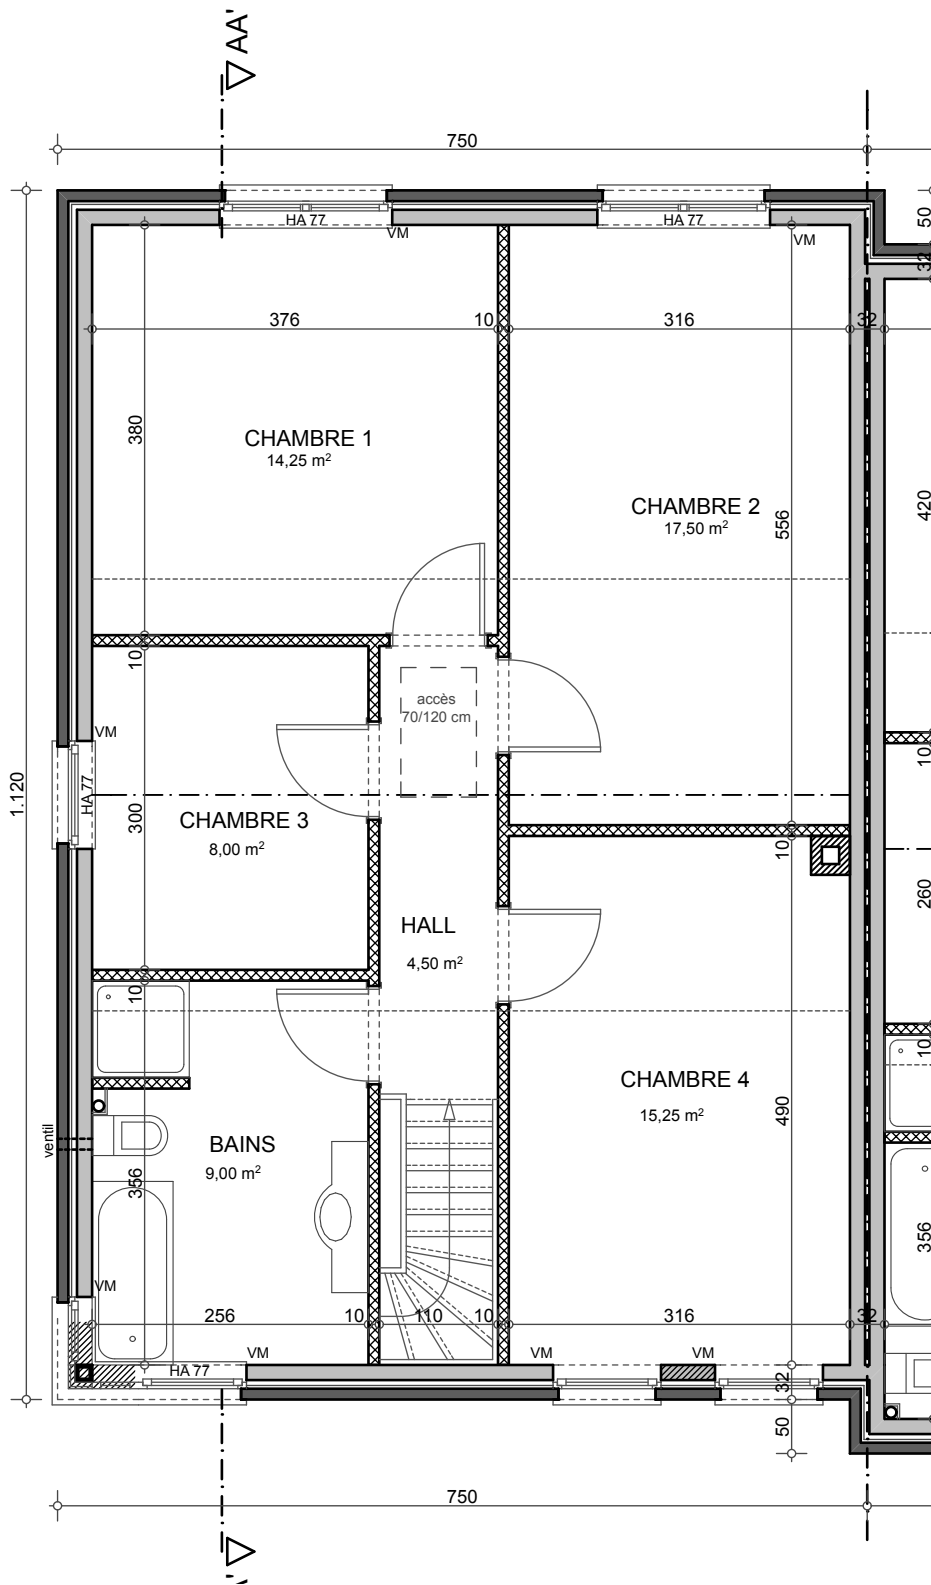 AA'
750
HA 77
HA 77
VM
VM
50
32
376
10
316
32
380
CHAMBRE 1
14,25 m²
CHAMBRE 2
17,50 m²
556
420
10
accès
70/120 cm
VM
HA 77
10
1.120
300
CHAMBRE 3
8,00 m²
10
260
HALL
4,50 m²
10
10
CHAMBRE 4
15,25 m²
490
ventil
BAINS
9,00 m²
356
356
VM
256
10
110
10
316
32
VM
VM
VM
HA 77
32
50
750